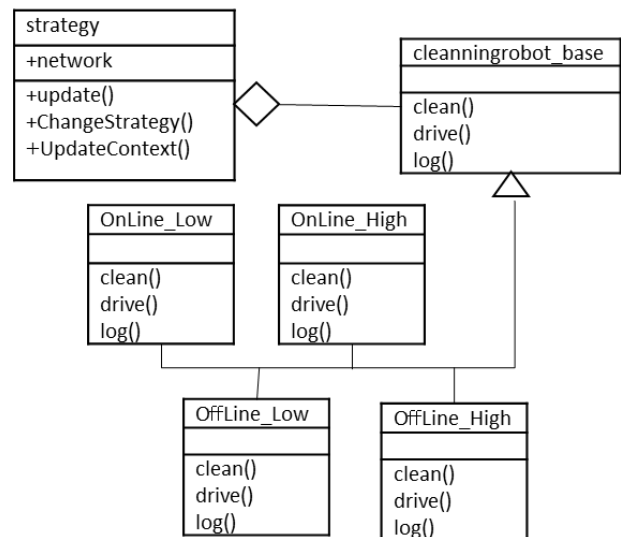 strategy
+network
+update()
+ChangeStrategy()
+UpdateContext()
cleanningrobot_base
clean()
drive()
log()
OnLine_Low
clean()
drive()
log()
OnLine_High
clean()
drive()
log()
OffLine_Low
clean()
drive()
log()
OffLine_High
clean()
drive()
log()